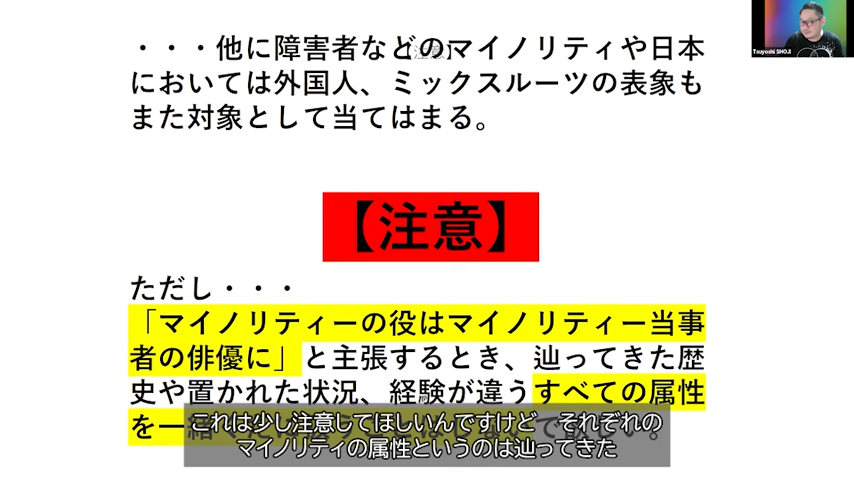 ・・・他に障害者などのマイノリティや日本
においては外国人、ミックスルーツの表象も
また対象として当てはまる。
【注意】
ただし・・・
「マイノリティーの役はマイノリティー当事
者の俳優に」と主張するとき、辿ってきた歴
史や置かれた状況、経験が違うすべての属性
を一
これは少し注意してほしいんですけど それぞれの
マイノリティの属性というのは辿ってきた
Tsuyoshi SHOJI